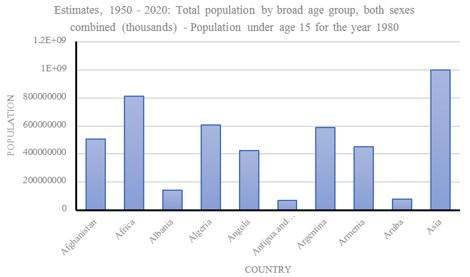 Estimates, 1950 - 2020: Total population by broad age group, both sexes
combined (thousands) - Population under age 15 for the year 1980
1.2E+09
1E+09
800000000
600000000
400000000
200000000
0
POPULATION
Afghanistan
Africa
Albania
Algeria
Angola
Antigua and…
Argentina
Armenia
Aruba
Asia
COUNTRY